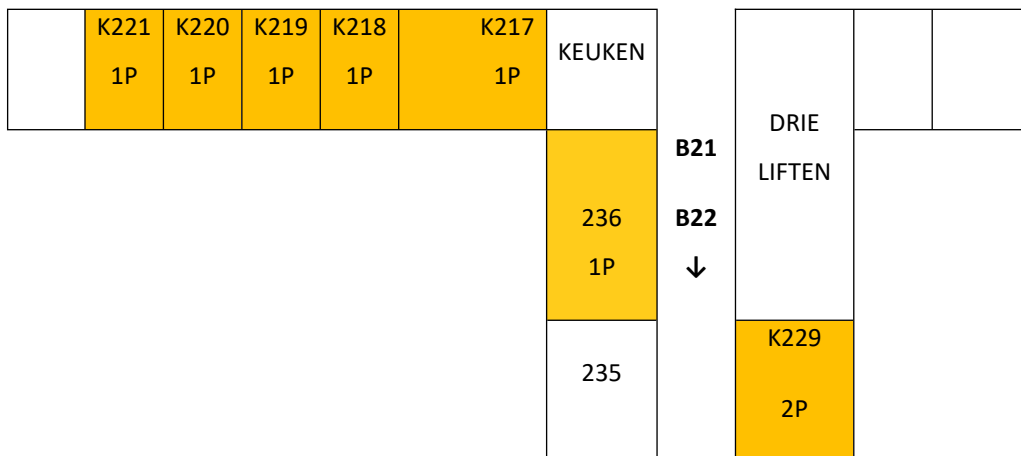 K221 K220 K219 K218 K217
1P 1P 1P 1P 1P
KEUKEN
DRIE
LIFTEN
B21
B22
↓
236
1P
235
K229
2P